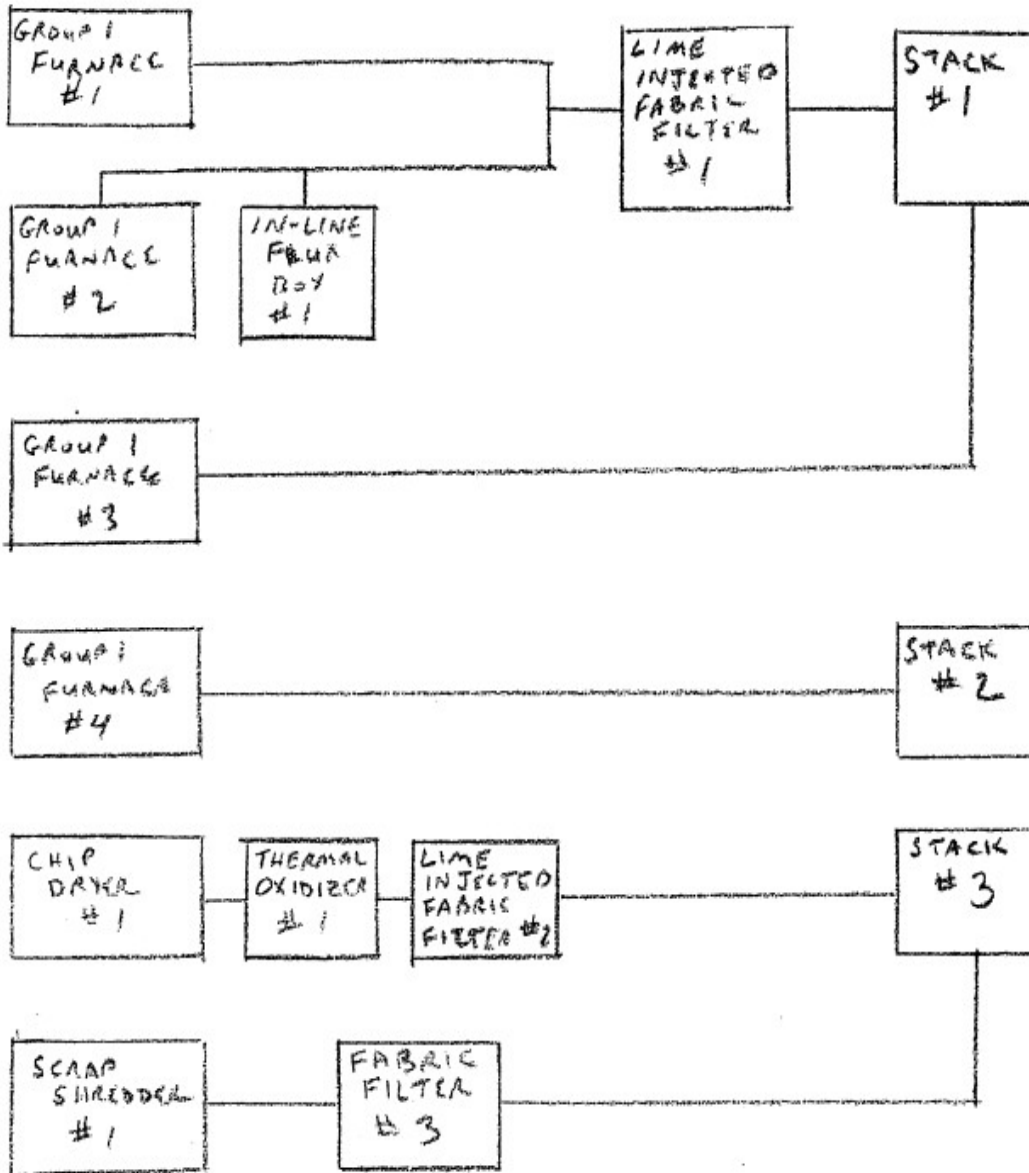 GROUP 1
FURNACE
#1
LIME
INJECTED
FABRIC
FILTER
#1
STACK
#1
GROUP 1
FURNACE
#2
IN-LINE
FLUX
BOX
#1
GROUP 1
FURNACE
#3
GROUP 1
FURNACE
#4
STACK
#2
CHIP
DRYER
#1
THERMAL
OXIDIZER
#1
LIME
INJECTED
FABRIC
FILTER #2
STACK
#3
SCRAP
SHREDDER
#1
FABRIC
FILTER
#3